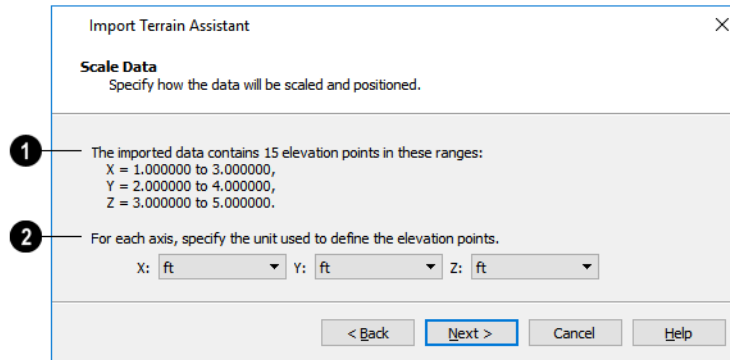 Import Terrain Assistant
Scale Data
Specify how the data will be scaled and positioned.
1
The imported data contains 15 elevation points in these ranges:
X = 1.000000 to 3.000000,
Y = 2.000000 to 4.000000,
Z = 3.000000 to 5.000000.
2
For each axis, specify the unit used to define the elevation points.
X: ft Y: ft Z: ft
< Back Next > Cancel Help